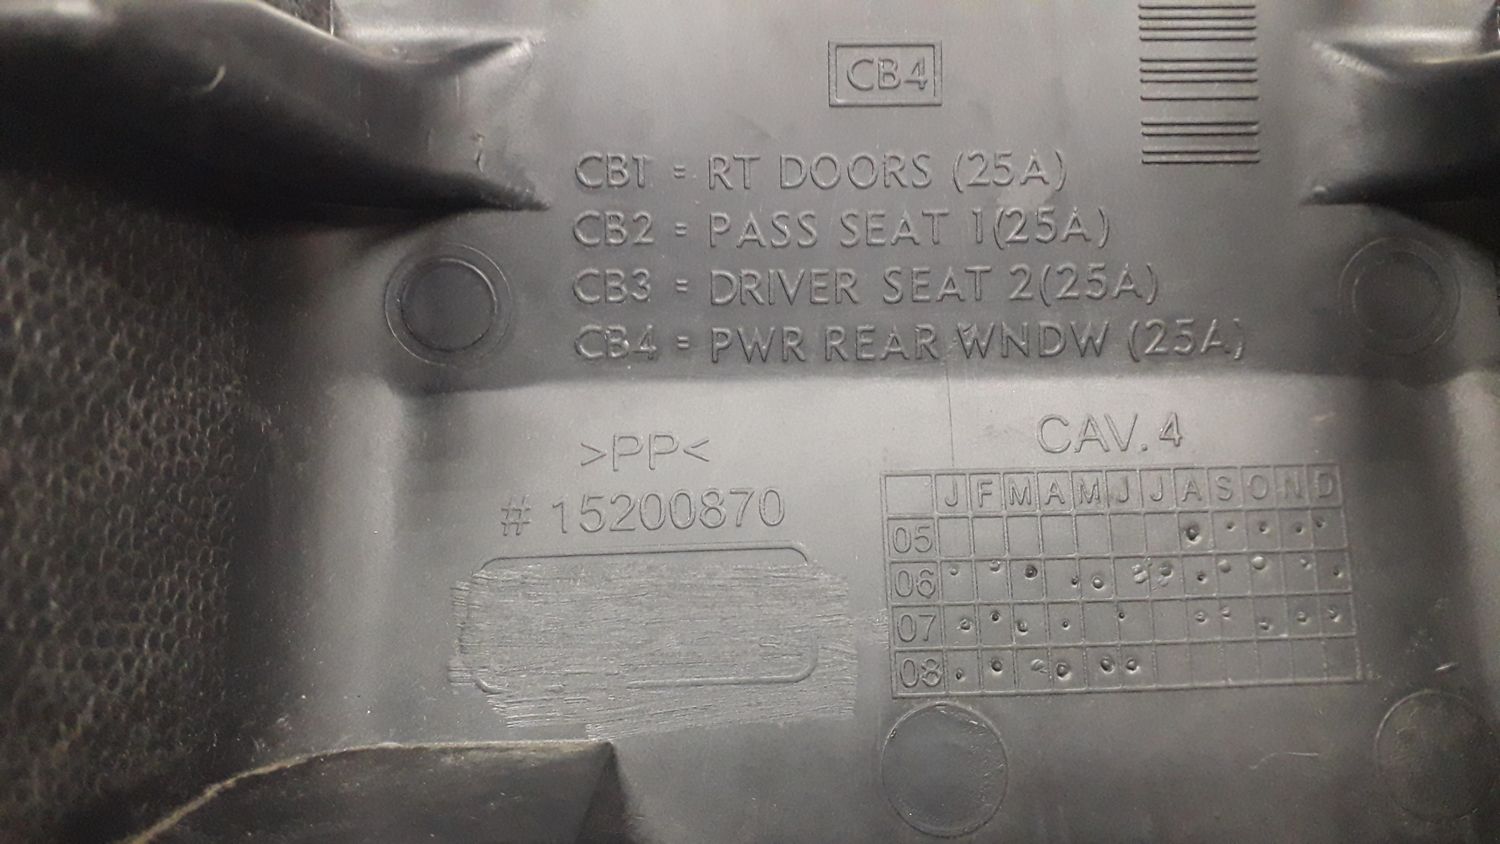 CB4
CB1 = RT DOORS (25A)
CB2 = PASS SEAT 1(25A)
CB3 = DRIVER SEAT 2(25A)
CB4 = PWR REAR WNDW (25A)
>PP<
# 15200870
CAV. 4
J F M A M J J A S O N D
05
06
07
08